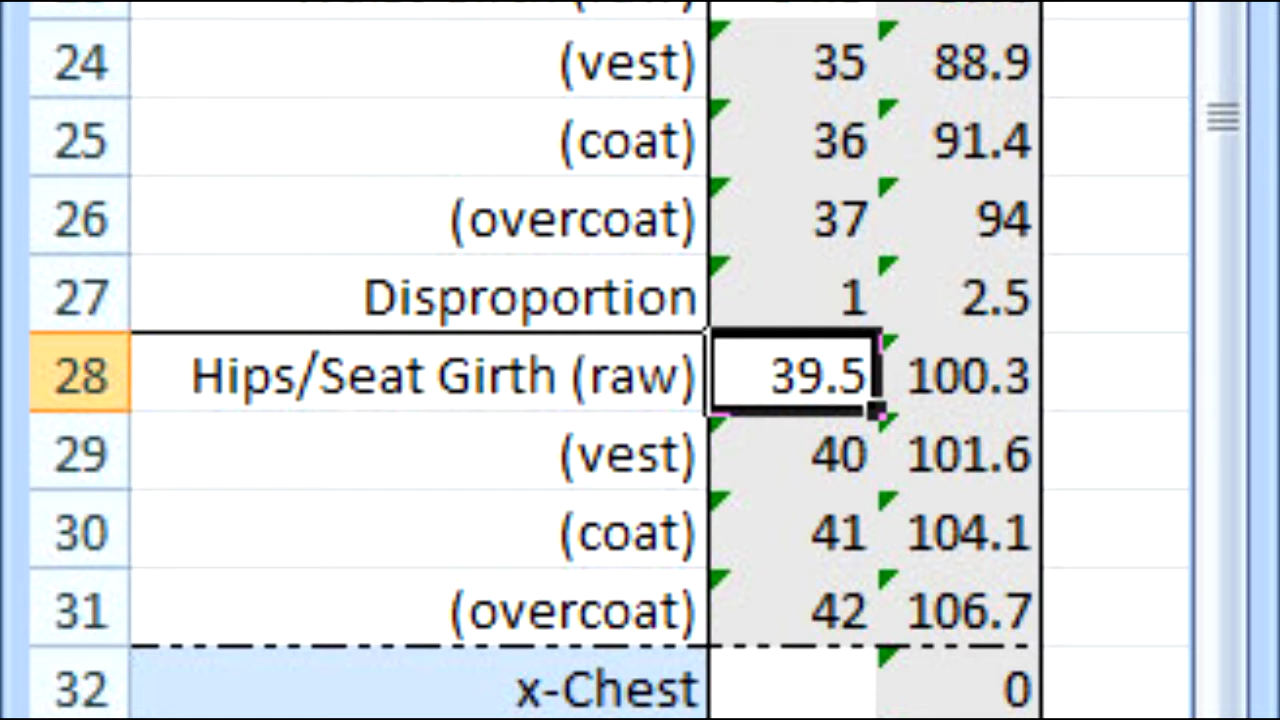 24 (vest) 35 88.9
25 (coat) 36 91.4
26 (overcoat) 37 94
27 Disproportion 1 2.5
28 Hips/Seat Girth (raw) 39.5 100.3
29 (vest) 40 101.6
30 (coat) 41 104.1
31 (overcoat) 42 106.7
32 x-Chest 0